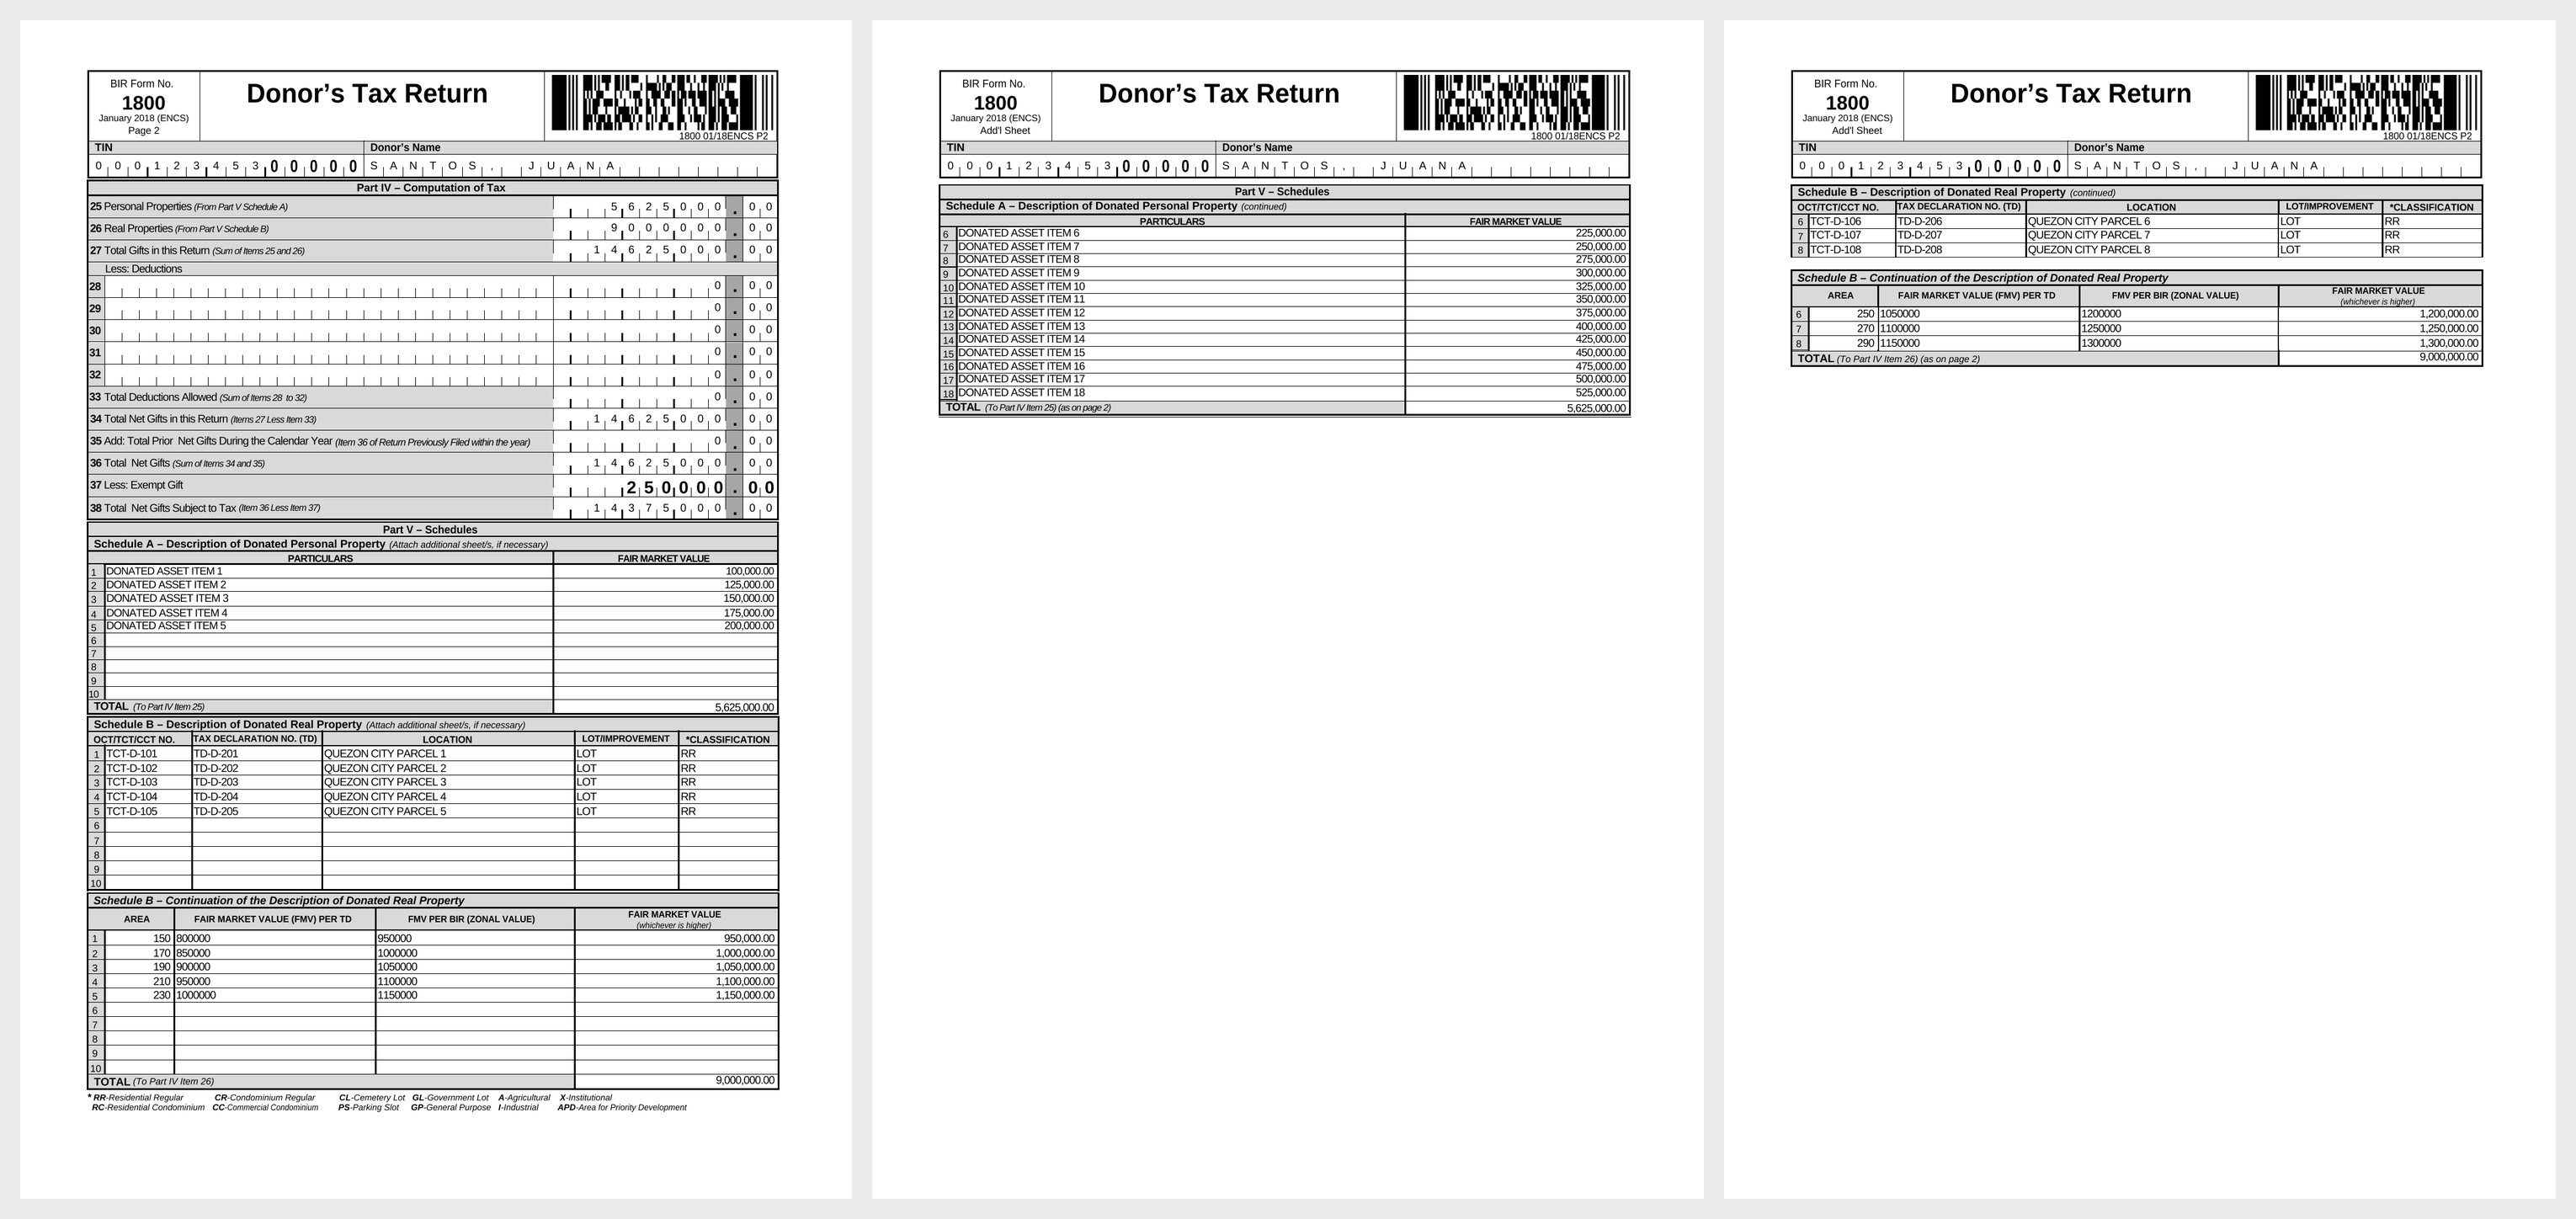 BIR Form No.
1800
January 2018 (ENCS)
Page 2
Donor's Tax Return
1800 01/18ENCS P2
TIN Donor's Name
0 0 0 1 2 3 4 5 3 0 0 0 0 0 S A N T O S , J U A N A
Part IV – Computation of Tax
25 Personal Properties (From Part V Schedule A) 5 6 2 5 0 0 0 . 0 0
26 Real Properties (From Part V Schedule B) 9 0 0 0 0 0 0 . 0 0
27 Total Gifts in this Return (Sum of Items 25 and 26) 1 4 6 2 5 0 0 0 . 0 0
Less: Deductions
28 0 . 0 0
29 0 . 0 0
30 0 . 0 0
31 0 . 0 0
32 0 . 0 0
33 Total Deductions Allowed (Sum of Items 28 to 32) 0 . 0 0
34 Total Net Gifts in this Return (Items 27 Less Item 33) 1 4 6 2 5 0 0 0 . 0 0
35 Add: Total Prior Net Gifts During the Calendar Year (Item 36 of Return Previously Filed within the year) 0 . 0 0
36 Total Net Gifts (Sum of Items 34 and 35) 1 4 6 2 5 0 0 0 . 0 0
37 Less: Exempt Gift 2 5 0 0 0 0 . 0 0
38 Total Net Gifts Subject to Tax (Item 36 Less Item 37) 1 4 3 7 5 0 0 0 . 0 0
Part V – Schedules
Schedule A – Description of Donated Personal Property (Attach additional sheet/s, if necessary)
PARTICULARS FAIR MARKET VALUE
1 DONATED ASSET ITEM 1 100,000.00
2 DONATED ASSET ITEM 2 125,000.00
3 DONATED ASSET ITEM 3 150,000.00
4 DONATED ASSET ITEM 4 175,000.00
5 DONATED ASSET ITEM 5 200,000.00
6
7
8
9
10
TOTAL (To Part IV Item 25) 5,625,000.00
Schedule B – Description of Donated Real Property (Attach additional sheet/s, if necessary)
OCT/TCT/CCT NO. TAX DECLARATION NO. (TD) LOCATION LOT/IMPROVEMENT *CLASSIFICATION
1 TCT-D-101 TD-D-201 QUEZON CITY PARCEL 1 LOT RR
2 TCT-D-102 TD-D-202 QUEZON CITY PARCEL 2 LOT RR
3 TCT-D-103 TD-D-203 QUEZON CITY PARCEL 3 LOT RR
4 TCT-D-104 TD-D-204 QUEZON CITY PARCEL 4 LOT RR
5 TCT-D-105 TD-D-205 QUEZON CITY PARCEL 5 LOT RR
6
7
8
9
10
Schedule B – Continuation of the Description of Donated Real Property
AREA FAIR MARKET VALUE (FMV) PER TD FMV PER BIR (ZONAL VALUE) FAIR MARKET VALUE
(whichever is higher)
1 150 800000 950000 950,000.00
2 170 850000 1000000 1,000,000.00
3 190 900000 1050000 1,050,000.00
4 210 950000 1100000 1,100,000.00
5 230 1000000 1150000 1,150,000.00
6
7
8
9
10
TOTAL (To Part IV Item 26) 9,000,000.00
* RR-Residential Regular CR-Condominium Regular CL-Cemetery Lot GL-Government Lot A-Agricultural X-Institutional
RC-Residential Condominium CC-Commercial Condominium PS-Parking Slot GP-General Purpose I-Industrial APD-Area for Priority Development
BIR Form No.
1800
January 2018 (ENCS)
Add'l Sheet
Donor's Tax Return
1800 01/18ENCS P2
TIN Donor's Name
0 0 0 1 2 3 4 5 3 0 0 0 0 0 S A N T O S , J U A N A
Part V – Schedules
Schedule A – Description of Donated Personal Property (continued)
PARTICULARS FAIR MARKET VALUE
6 DONATED ASSET ITEM 6 225,000.00
7 DONATED ASSET ITEM 7 250,000.00
8 DONATED ASSET ITEM 8 275,000.00
9 DONATED ASSET ITEM 9 300,000.00
10 DONATED ASSET ITEM 10 325,000.00
11 DONATED ASSET ITEM 11 350,000.00
12 DONATED ASSET ITEM 12 375,000.00
13 DONATED ASSET ITEM 13 400,000.00
14 DONATED ASSET ITEM 14 425,000.00
15 DONATED ASSET ITEM 15 450,000.00
16 DONATED ASSET ITEM 16 475,000.00
17 DONATED ASSET ITEM 17 500,000.00
18 DONATED ASSET ITEM 18 525,000.00
TOTAL (To Part IV Item 25) (as on page 2) 5,625,000.00
BIR Form No.
1800
January 2018 (ENCS)
Add'l Sheet
Donor's Tax Return
1800 01/18ENCS P2
TIN Donor's Name
0 0 0 1 2 3 4 5 3 0 0 0 0 0 S A N T O S , J U A N A
Schedule B – Description of Donated Real Property (continued)
OCT/TCT/CCT NO. TAX DECLARATION NO. (TD) LOCATION LOT/IMPROVEMENT *CLASSIFICATION
6 TCT-D-106 TD-D-206 QUEZON CITY PARCEL 6 LOT RR
7 TCT-D-107 TD-D-207 QUEZON CITY PARCEL 7 LOT RR
8 TCT-D-108 TD-D-208 QUEZON CITY PARCEL 8 LOT RR
Schedule B – Continuation of the Description of Donated Real Property
AREA FAIR MARKET VALUE (FMV) PER TD FMV PER BIR (ZONAL VALUE) FAIR MARKET VALUE
(whichever is higher)
6 250 1050000 1200000 1,200,000.00
7 270 1100000 1250000 1,250,000.00
8 290 1150000 1300000 1,300,000.00
TOTAL (To Part IV Item 26) (as on page 2) 9,000,000.00